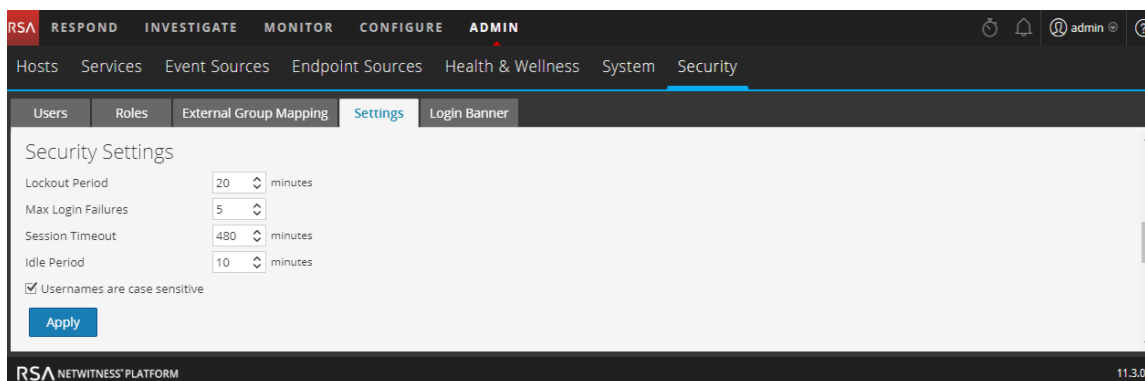 RSA RESPOND INVESTIGATE MONITOR CONFIGURE ADMIN admin
Hosts Services Event Sources Endpoint Sources Health & Wellness System Security
Users Roles External Group Mapping Settings Login Banner
Security Settings
Lockout Period 20 minutes
Max Login Failures 5
Session Timeout 480 minutes
Idle Period 10 minutes
Usernames are case sensitive
Apply
RSA NETWITNESS® PLATFORM 11.3.0